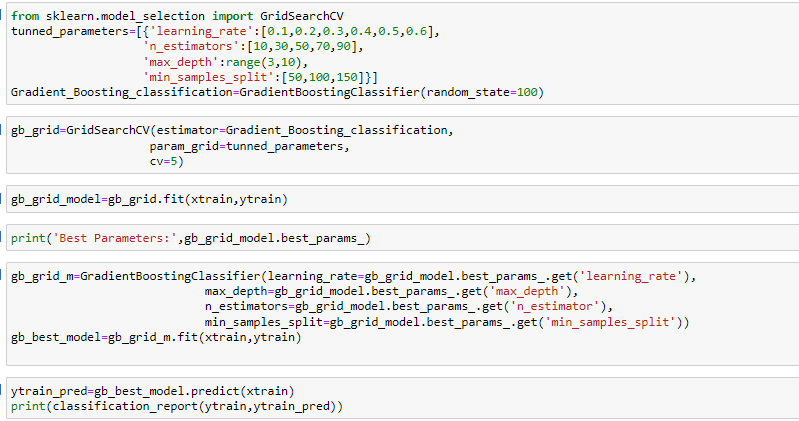 from sklearn.model_selection import GridSearchCV
tunned_parameters=[{'learning_rate':[0.1,0.2,0.3,0.4,0.5,0.6],
'n_estimators':[10,30,50,70,90],
'max_depth':range(3,10),
'min_samples_split':[50,100,150]}]
Gradient_Boosting_classification=GradientBoostingClassifier(random_state=100)
gb_grid=GridSearchCV(estimator=Gradient_Boosting_classification,
param_grid=tunned_parameters,
cv=5)
gb_grid_model=gb_grid.fit(xtrain,ytrain)
print('Best Parameters:',gb_grid_model.best_params_)
gb_grid_m=GradientBoostingClassifier(learning_rate=gb_grid_model.best_params_.get('learning_rate'),
max_depth=gb_grid_model.best_params_.get('max_depth'),
n_estimators=gb_grid_model.best_params_.get('n_estimator'),
min_samples_split=gb_grid_model.best_params_.get('min_samples_split'))
gb_best_model=gb_grid_m.fit(xtrain,ytrain)
ytrain_pred=gb_best_model.predict(xtrain)
print(classification_report(ytrain,ytrain_pred))